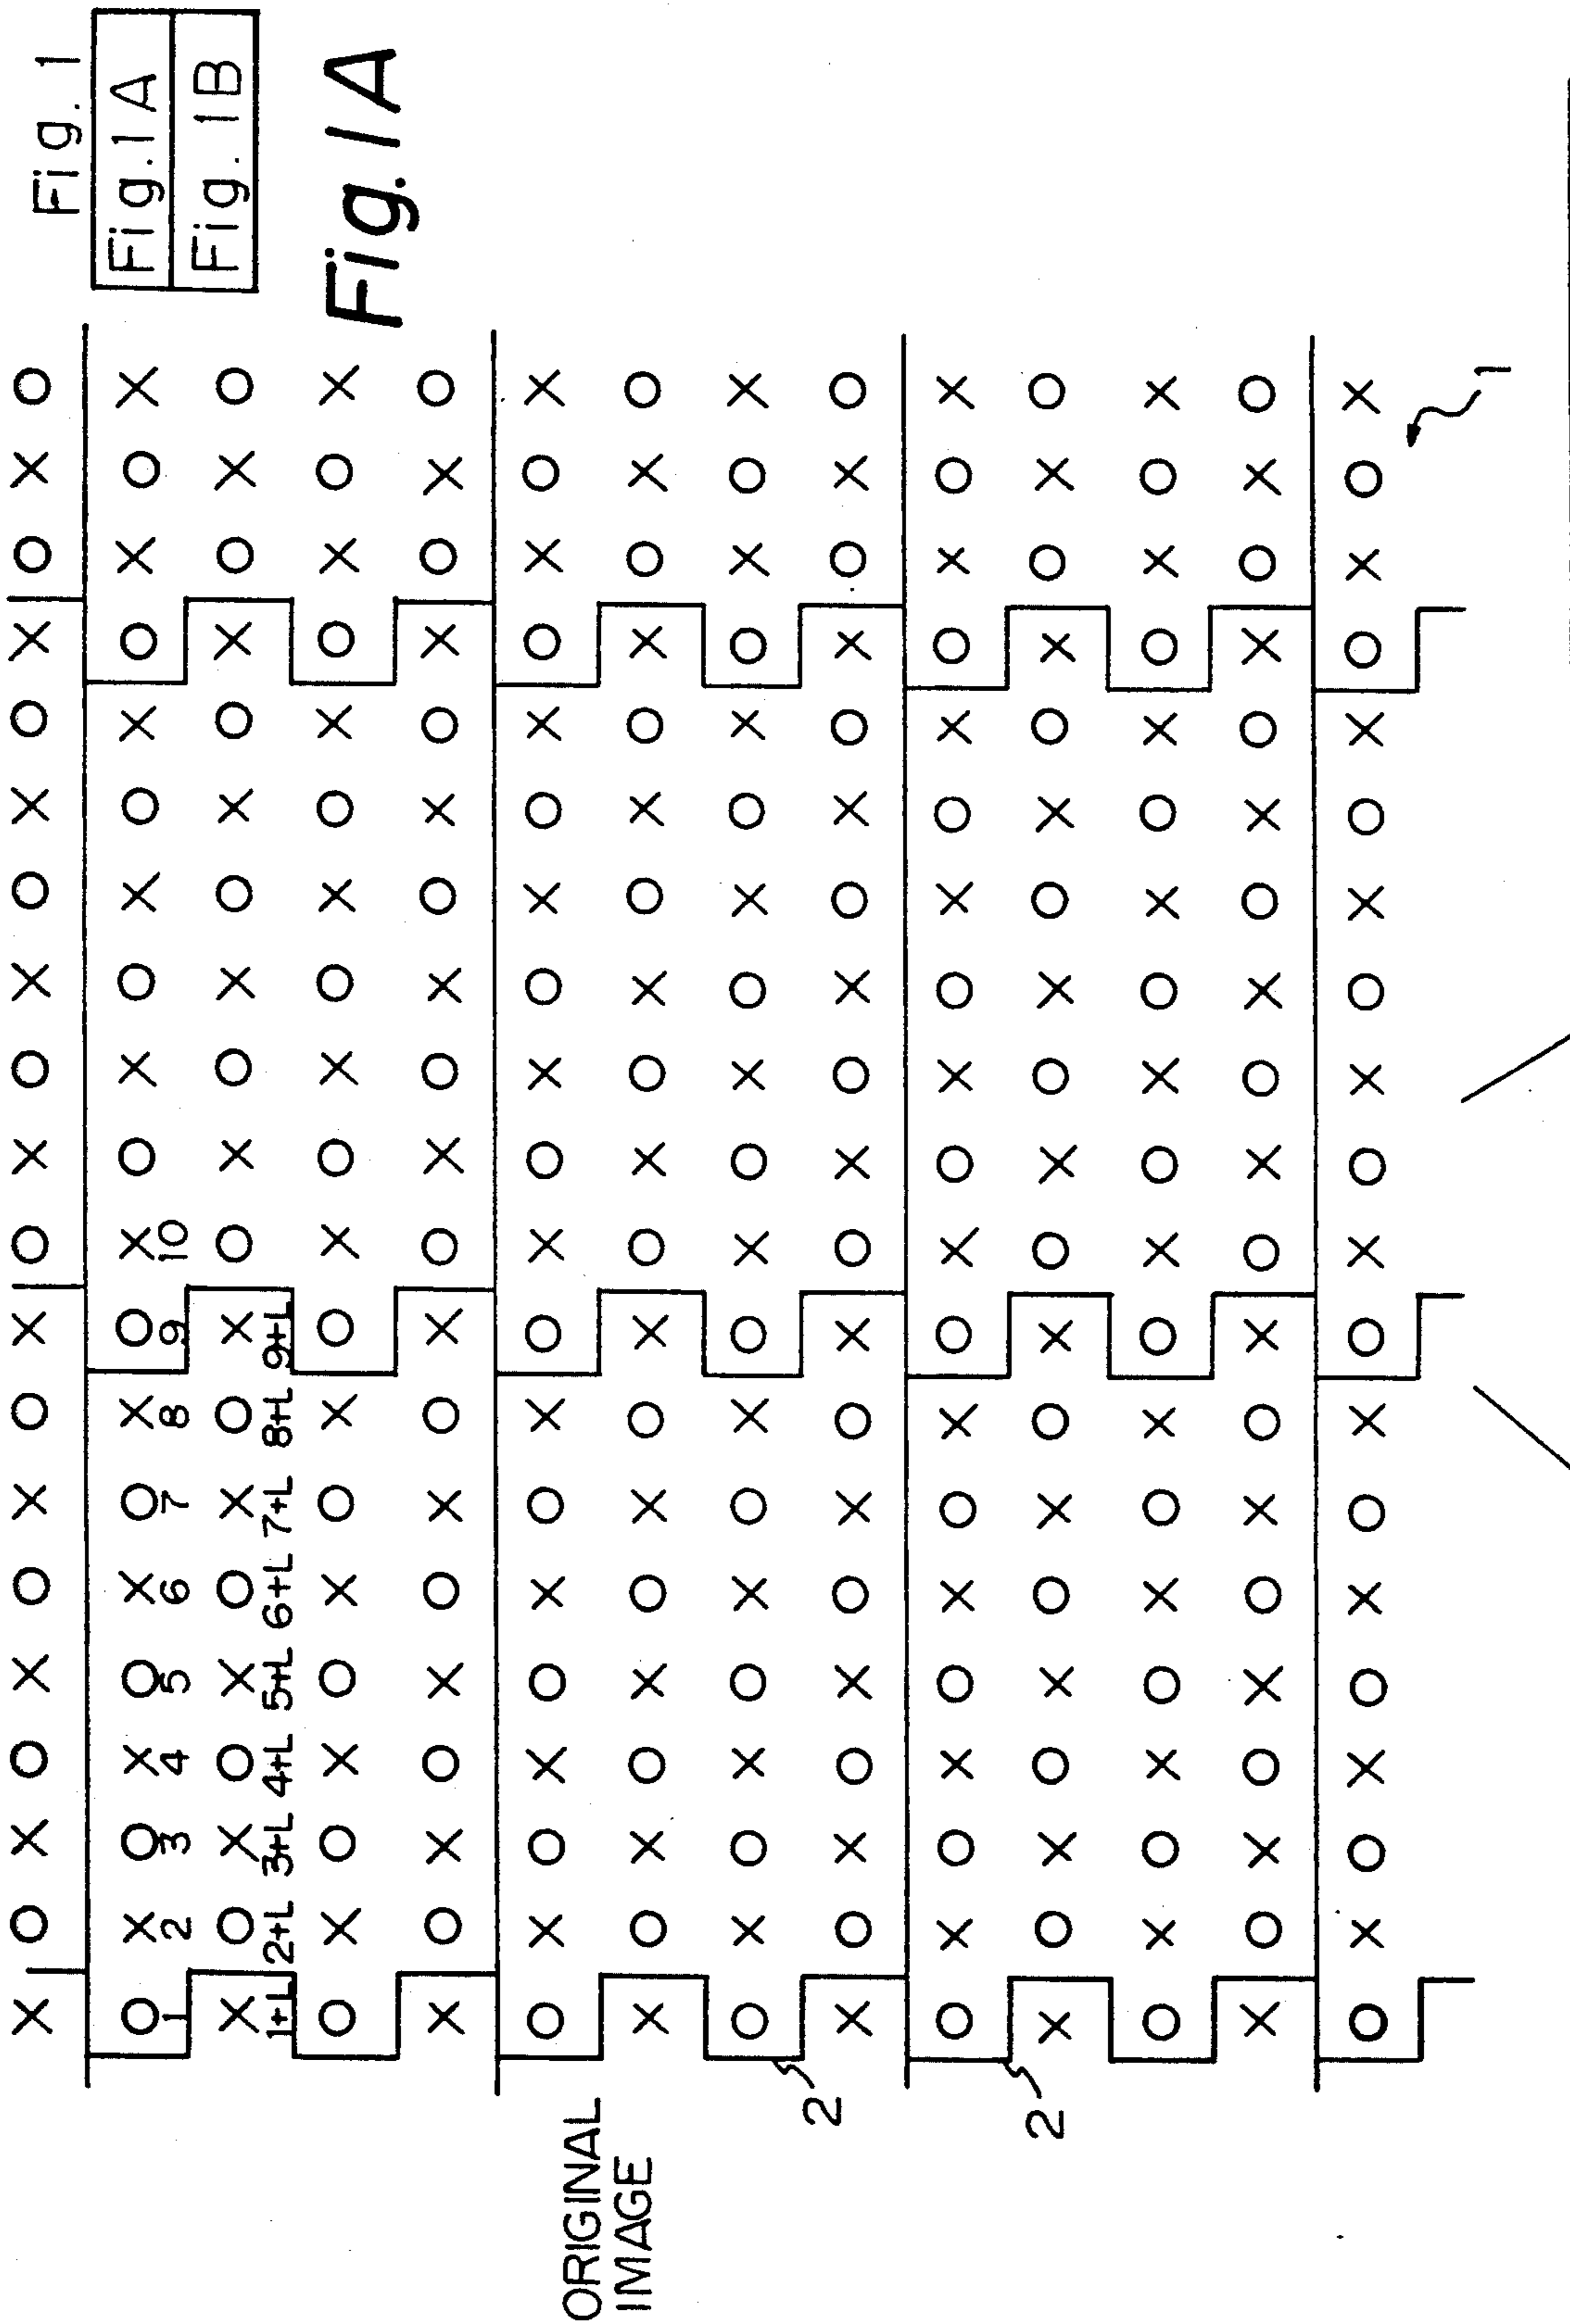 Fig. 1
Fig.1A
Fig. 1B
Fig. 1A
1 2 3 4 5 6 7 8 9 10
1+L 2+L 3+L 4+L 5+L 6+L 7+L 8+L 9+L
ORIGINAL
IMAGE
2
2
1